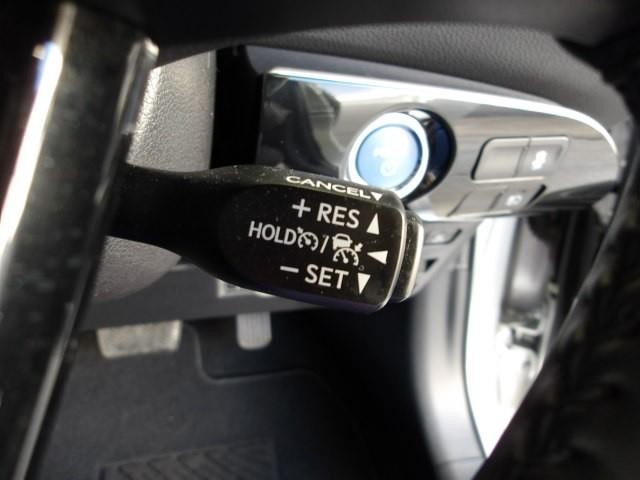 CANCEL▼
+ RES ▲
HOLD / ◀
− SET ▼